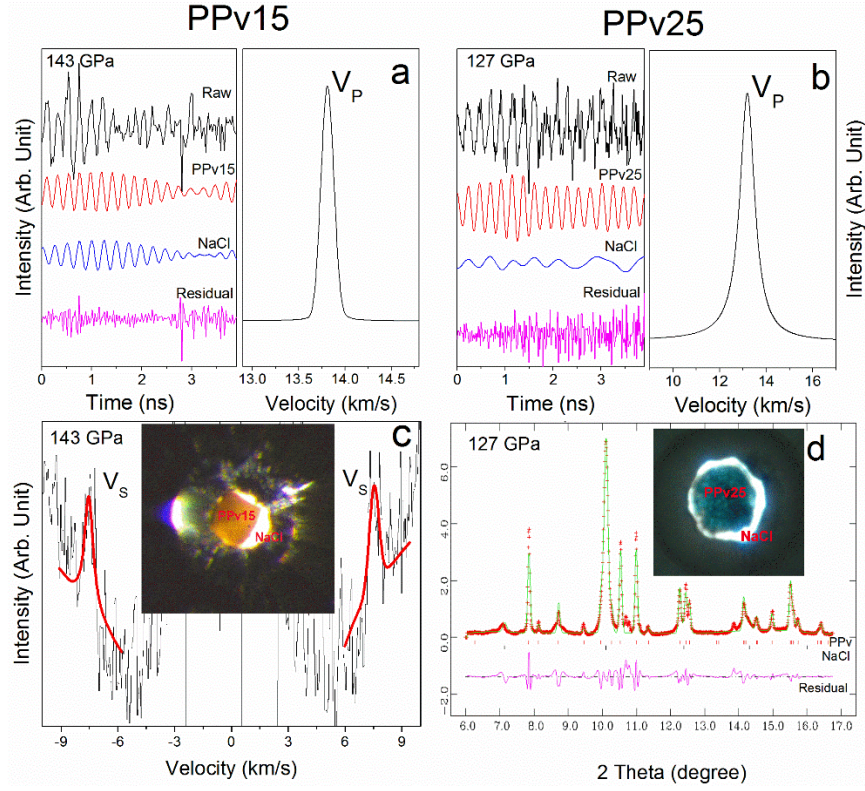 PPv15
PPv25
143 GPa
a
Raw
V_P
PPv15
NaCl
Residual
Intensity (Arb. Unit)
0 1 2 3
13.0 13.5 14.0 14.5
Time (ns)
Velocity (km/s)
127 GPa
b
Raw
V_P
PPv25
NaCl
Residual
Intensity (Arb. Unit)
0 1 2 3
10 12 14 16
Time (ns)
Velocity (km/s)
143 GPa
c
V_S
V_S
PPv15
NaCl
Intensity (Arb. Unit)
-9 -6 -3 0 3 6 9
Velocity (km/s)
127 GPa
d
PPv25
NaCl
6.0
4.0
2.0
0.0
-2.0
PPv
NaCl
Residual
6.0 7.0 8.0 9.0 10.0 11.0 12.0 13.0 14.0 15.0 16.0 17.0
2 Theta (degree)